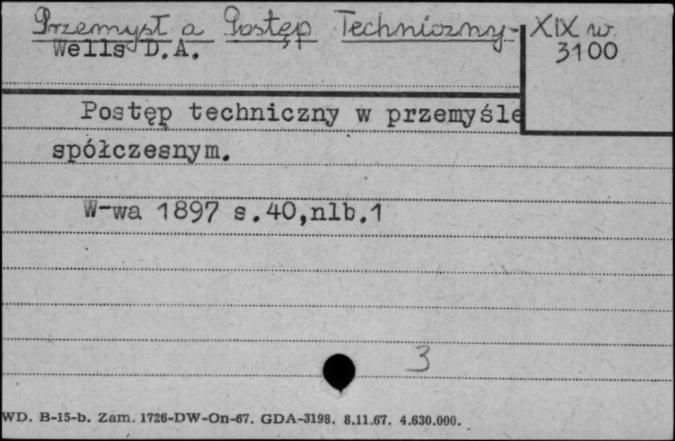 Przemysł a Postęp Techniczny-
XIX w
3100
Wells D.A.
Postęp techniczny w przemyśle
spółczesnym.
W-wa 1897 s.40,nlb.1
3
WD. B-15-b. Zam. 1726-DW-On-67. GDA-3198. 8.11.67. 4.630.000.